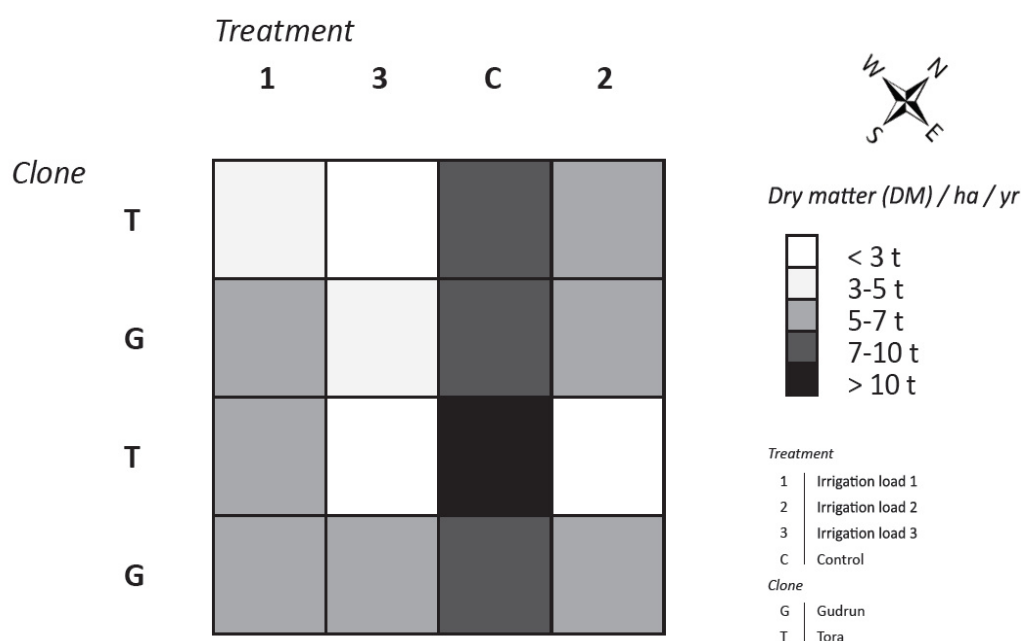 Treatment
1 3 C 2
Clone
T
G
T
G
W N
S E
Dry matter (DM) / ha / yr
< 3 t
3-5 t
5-7 t
7-10 t
> 10 t
Treatment
1 Irrigation load 1
2 Irrigation load 2
3 Irrigation load 3
C Control
Clone
G Gudrun
T Tora